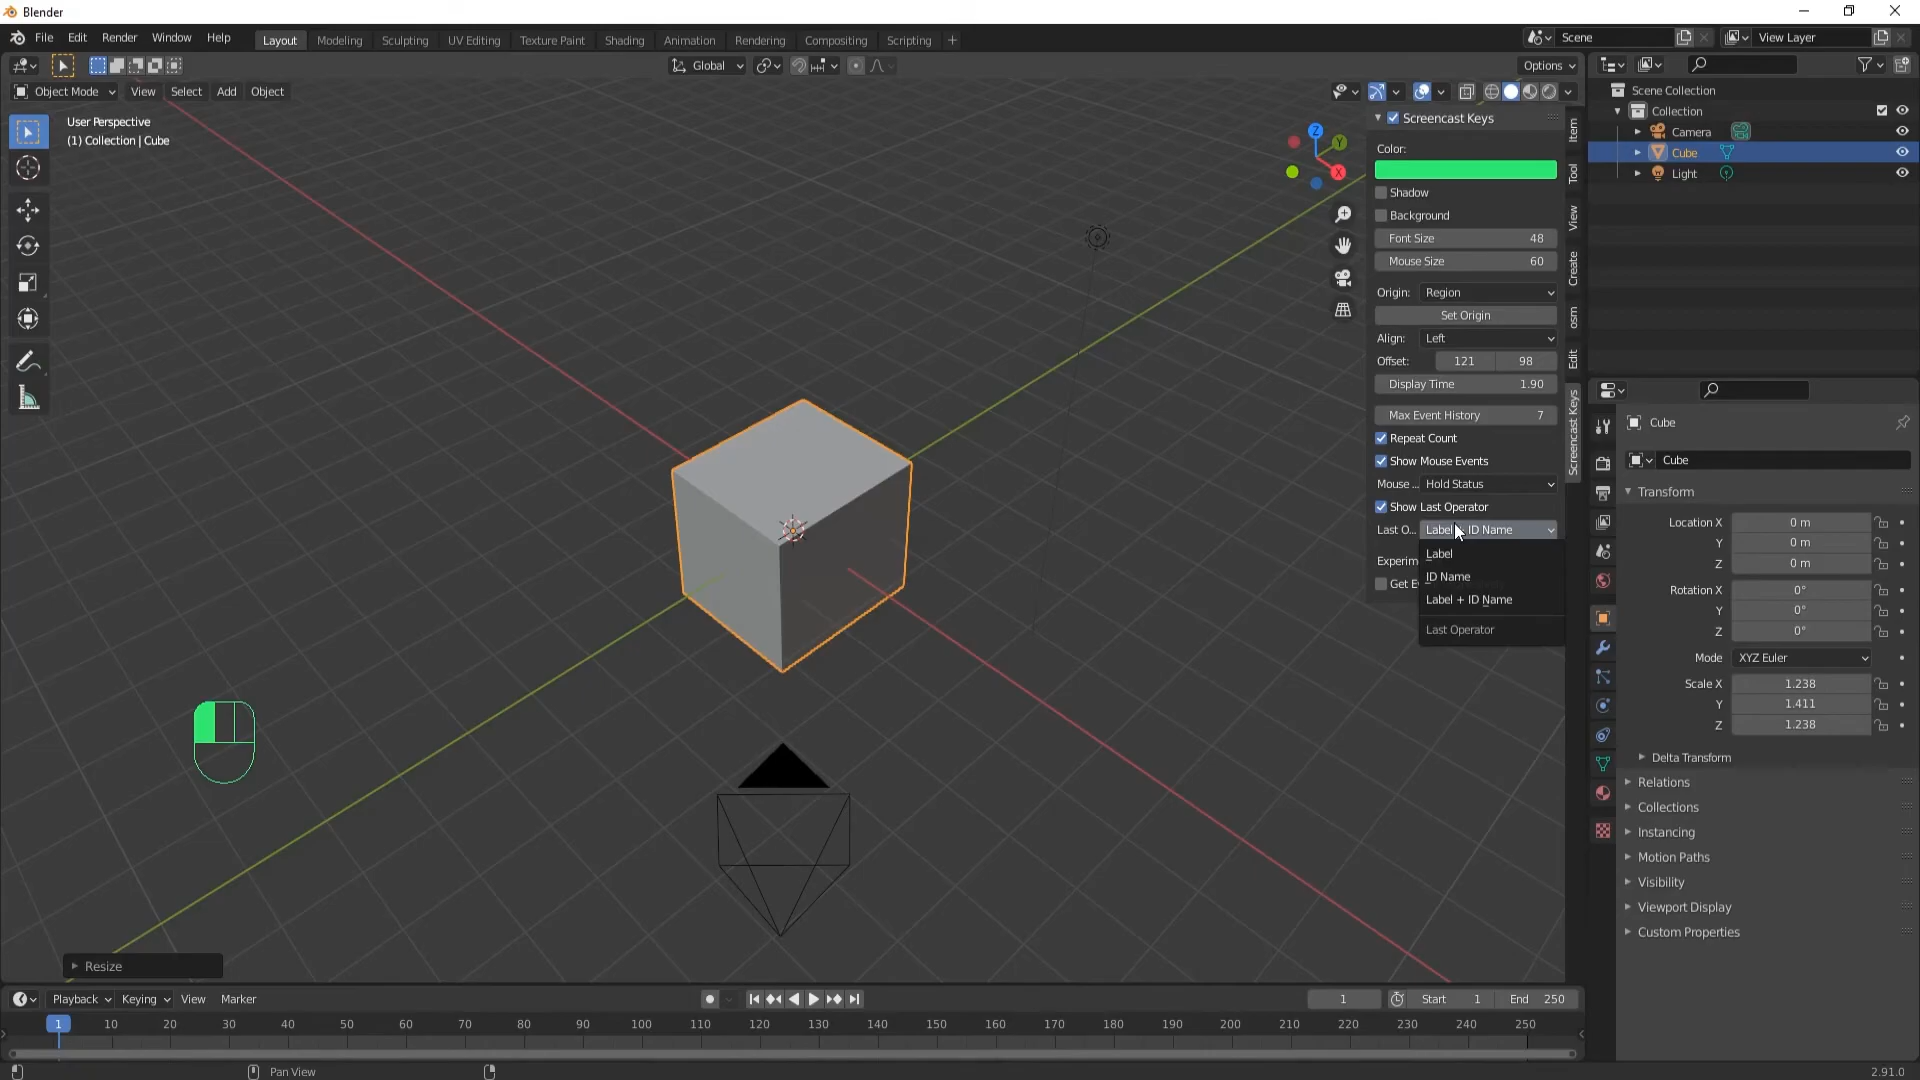 Blender
File Edit Render Window Help
Layout Modeling Sculpting UV Editing Texture Paint Shading Animation Rendering Compositing Scripting +
Scene
View Layer
Global
Options
Object Mode View Select Add Object
User Perspective
(1) Collection | Cube
Z
Y
X
Screencast Keys
Color:
Shadow
Background
Font Size 48
Mouse Size 60
Origin: Region
Set Origin
Align: Left
Offset: 121 98
Display Time 1.90
Max Event History 7
Repeat Count
Show Mouse Events
Mouse ... Hold Status
Show Last Operator
Last O... Label + ID Name
Label
Experim
ID Name
Get E
Label + ID Name
Last Operator
Item
Tool
View
Create
osm
Edit
Screencast Keys
Scene Collection
Collection
Camera
Cube
Light
Cube
Cube
Transform
Location X 0 m
Y 0 m
Z 0 m
Rotation X 0°
Y 0°
Z 0°
Mode XYZ Euler
Scale X 1.238
Y 1.411
Z 1.238
Delta Transform
Relations
Collections
Instancing
Motion Paths
Visibility
Viewport Display
Custom Properties
Resize
Playback Keying View Marker
1 Start 1 End 250
1 10 20 30 40 50 60 70 80 90 100 110 120 130 140 150 160 170 180 190 200 210 220 230 240 250
Pan View
2.91.0